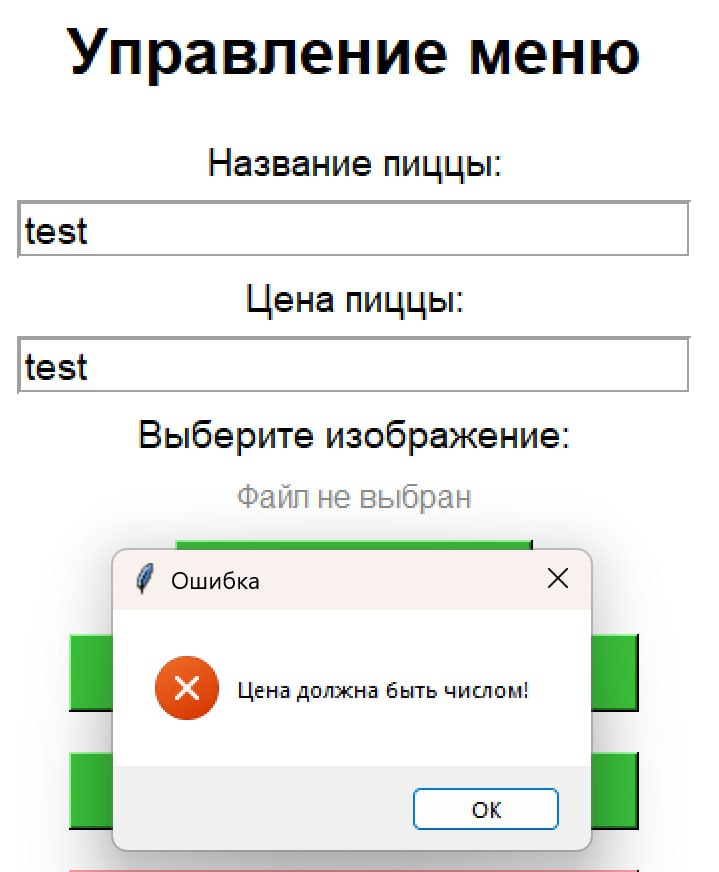 Управление меню
Название пиццы:
test
Цена пиццы:
test
Выберите изображение:
Файл не выбран
Ошибка
Цена должна быть числом!
OK